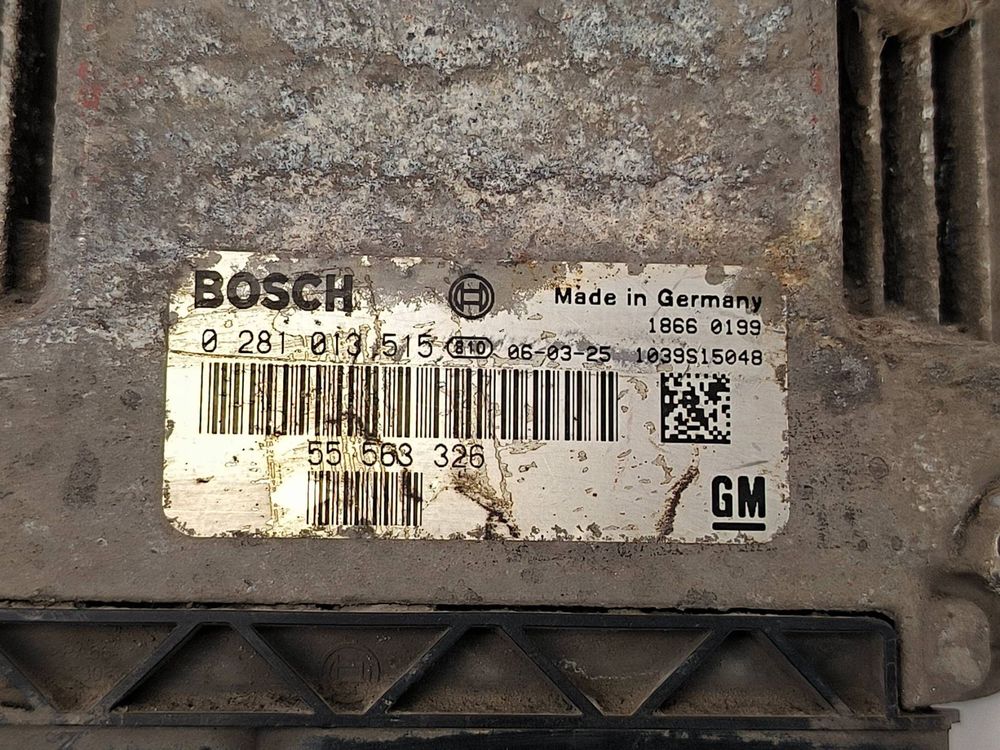 BOSCH
Made in Germany
1866 0199
0 281 013 515 810 06-03-25 1039S15048
55 563 326
GM